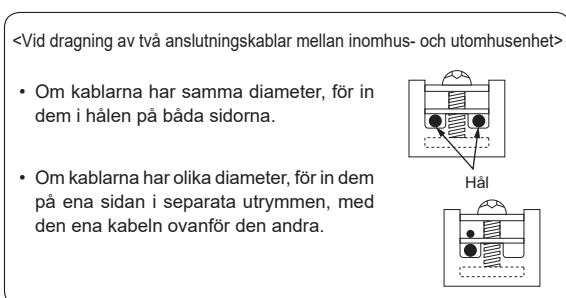 <Vid dragning av två anslutningskablar mellan inomhus- och utomhusenhet>
• Om kablarna har samma diameter, för in
dem i hålen på båda sidorna.
Hål
• Om kablarna har olika diameter, för in dem
på ena sidan i separata utrymmen, med
den ena kabeln ovanför den andra.